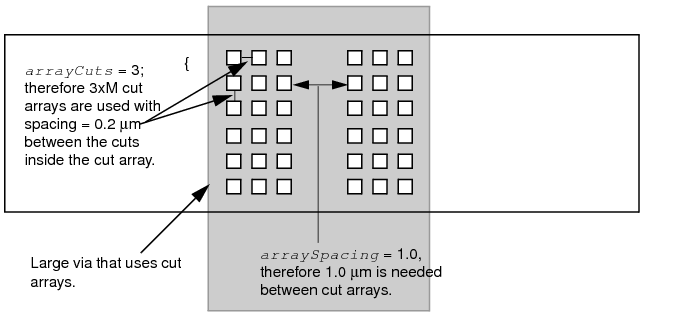 {
arrayCuts = 3;
therefore 3xM cut
arrays are used with
spacing = 0.2 μm
between the cuts
inside the cut array.
Large via that uses cut
arrays.
arraySpacing = 1.0,
therefore 1.0 μm is needed
between cut arrays.